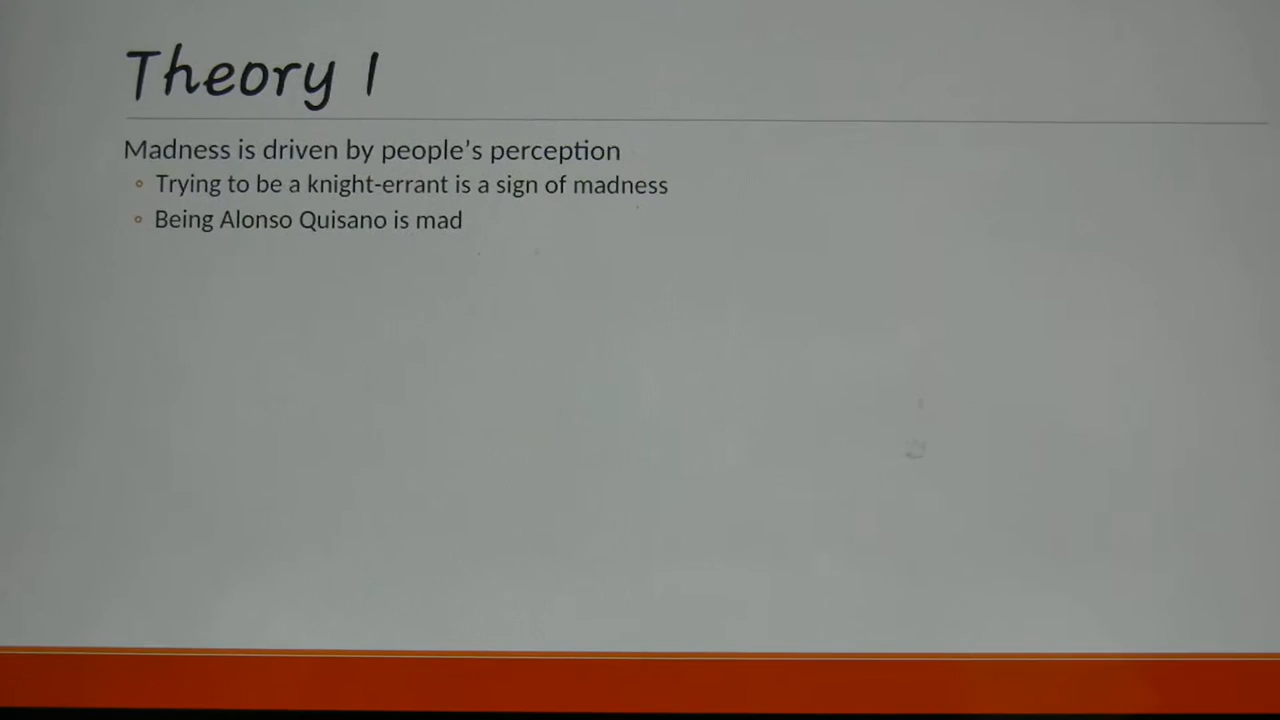 Theory 1
Madness is driven by people's perception
Trying to be a knight-errant is a sign of madness
Being Alonso Quisano is mad